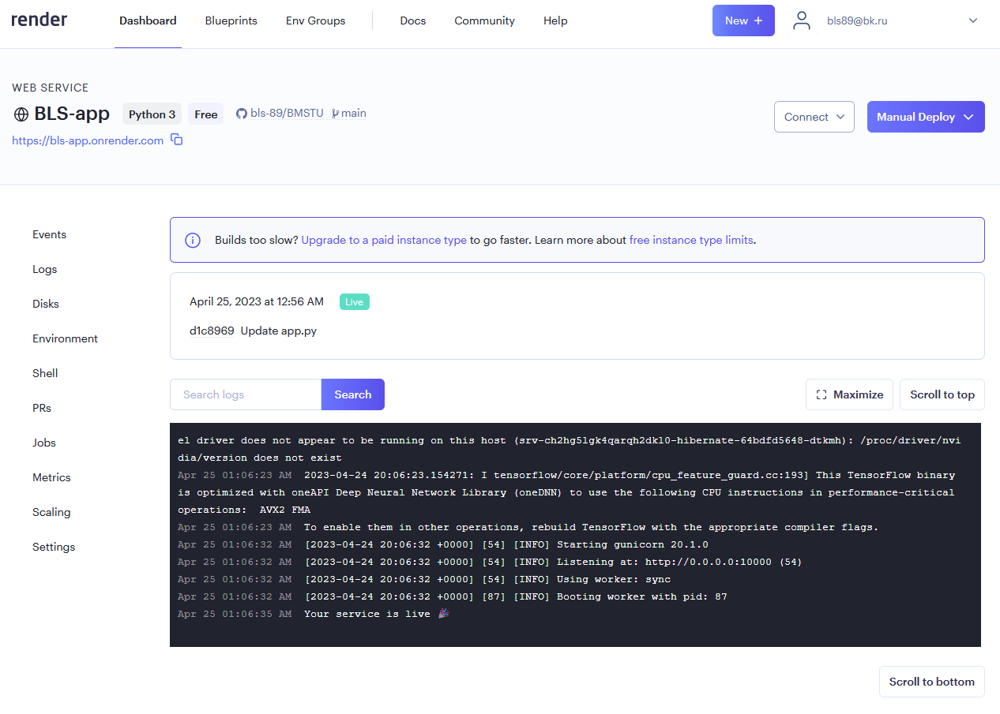 render Dashboard Blueprints Env Groups Docs Community Help New + bls89@bk.ru
WEB SERVICE
BLS-app Python 3 Free bls-89/BMSTU main
Connect Manual Deploy
https://bls-app.onrender.com
Events
Logs
Disks
Environment
Shell
PRs
Jobs
Metrics
Scaling
Settings
Builds too slow? Upgrade to a paid instance type to go faster. Learn more about free instance type limits.
April 25, 2023 at 12:56 AM Live
d1c8969 Update app.py
Search logs Search Maximize Scroll to top
el driver does not appear to be running on this host (srv-ch2hg5lgk4qarqh2dkl0-hibernate-64bdfd5648-dtkmh): /proc/driver/nvi
dia/version does not exist
Apr 25 01:06:23 AM 2023-04-24 20:06:23.154271: I tensorflow/core/platform/cpu_feature_guard.cc:193] This TensorFlow binary
is optimized with oneAPI Deep Neural Network Library (oneDNN) to use the following CPU instructions in performance-critical
operations: AVX2 FMA
Apr 25 01:06:23 AM To enable them in other operations, rebuild TensorFlow with the appropriate compiler flags.
Apr 25 01:06:32 AM [2023-04-24 20:06:32 +0000] [54] [INFO] Starting gunicorn 20.1.0
Apr 25 01:06:32 AM [2023-04-24 20:06:32 +0000] [54] [INFO] Listening at: http://0.0.0.0:10000 (54)
Apr 25 01:06:32 AM [2023-04-24 20:06:32 +0000] [54] [INFO] Using worker: sync
Apr 25 01:06:32 AM [2023-04-24 20:06:32 +0000] [87] [INFO] Booting worker with pid: 87
Apr 25 01:06:35 AM Your service is live 🎉
Scroll to bottom